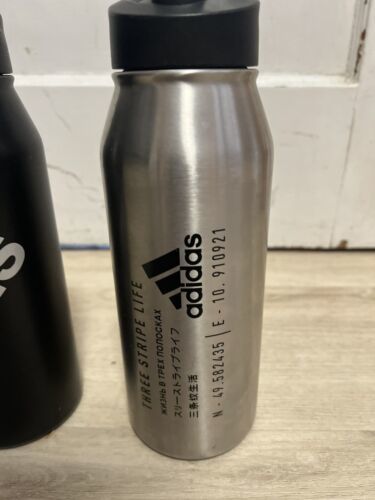 THREE STRIPE LIFE
ЖИЗНЬ В ТРЕХ ПОЛОСКАХ
スリーストライプライフ
三条纹生活
adidas
N - 49.582435 | E - 10.910921